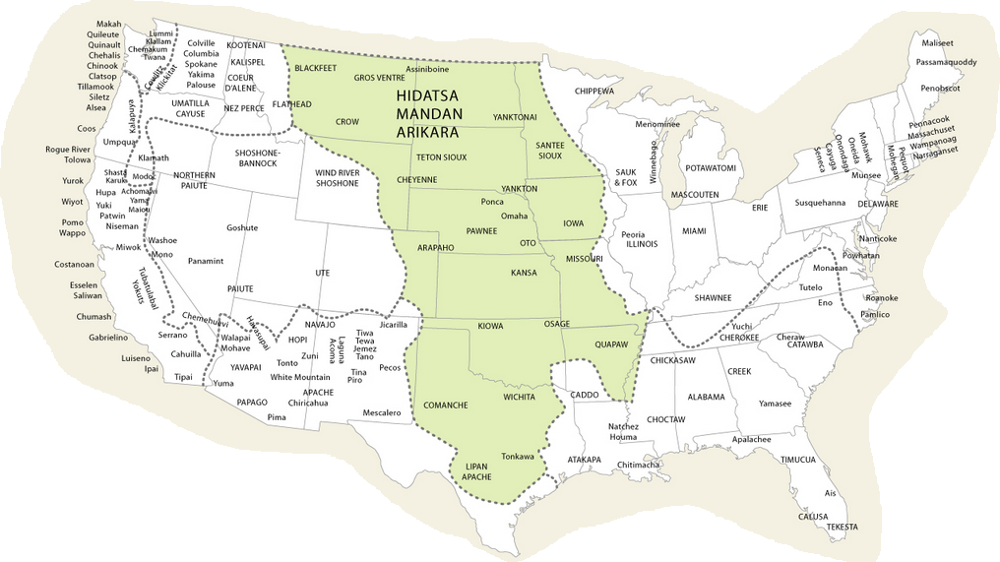 Makah
Quileute
Quinault
Chehalis
Chinook
Clatsop
Tillamook
Siletz
Alsea
Coos
Rogue River
Tolowa
Yurok
Wiyot
Pomo
Wappo
Costanoan
Esselen
Saliwan
Chumash
Gabrielino
Luiseno
Ipai
Lummi
Klallam
Chemakum
Twana
Cowlitz
Klickitat
Kalapuya
Umpqua
Klamath
Shasta
Karuk
Modoc
Hupa
Achomawi
Yuki
Yama
Patwin
Maiou
Niseman
Miwok
Washoe
Mono
Tubatulabal
Yokuts
Serrano
Cahuilla
Tipai
Colville
Columbia
Spokane
Yakima
Palouse
KOOTENAI
KALISPEL
COEUR
D'ALENE
UMATILLA
CAYUSE
NEZ PERCE
FLATHEAD
SHOSHONE-
BANNOCK
NORTHERN
PAIUTE
WIND RIVER
SHOSHONE
Goshute
Panamint
UTE
PAIUTE
Chemehuevi
Havasupai
Walapai
Mohave
YAVAPAI
Yuma
PAPAGO
Pima
NAVAJO
HOPI
Zuni
Tonto
White Mountain
APACHE
Chiricahua
Laguna
Acoma
Jicarilla
Tiwa
Tewa
Jemez
Tano
Tina
Piro
Pecos
Mescalero
BLACKFEET
GROS VENTRE
Assiniboine
HIDATSA
MANDAN
ARIKARA
CROW
YANKTONAI
TETON SIOUX
SANTEE
SIOUX
CHEYENNE
YANKTON
Ponca
Omaha
PAWNEE
IOWA
OTO
ARAPAHO
MISSOURI
KANSA
KIOWA
OSAGE
QUAPAW
COMANCHE
WICHITA
Tonkawa
LIPAN
APACHE
CHIPPEWA
Menominee
Winnebago
SAUK
& FOX
POTAWATOMI
MASCOUTEN
Peoria
ILLINOIS
MIAMI
ERIE
SHAWNEE
Susquehanna
Munsee
DELAWARE
Seneca
Cayuga
Onondaga
Oneida
Mohawk
Mohegan
Pequot
Maliseet
Passamaquoddy
Penobscot
Pennacook
Massachuset
Wampanoag
Narraganset
Nanticoke
Powhatan
Monacan
Tutelo
Roanoke
Eno
Pamlico
Yuchi
CHEROKEE
Cheraw
CATAWBA
CHICKASAW
CREEK
ALABAMA
Yamasee
CHOCTAW
CADDO
Natchez
Houma
Apalachee
ATAKAPA
Chitimacha
TIMUCUA
Ais
CALUSA
TEKESTA